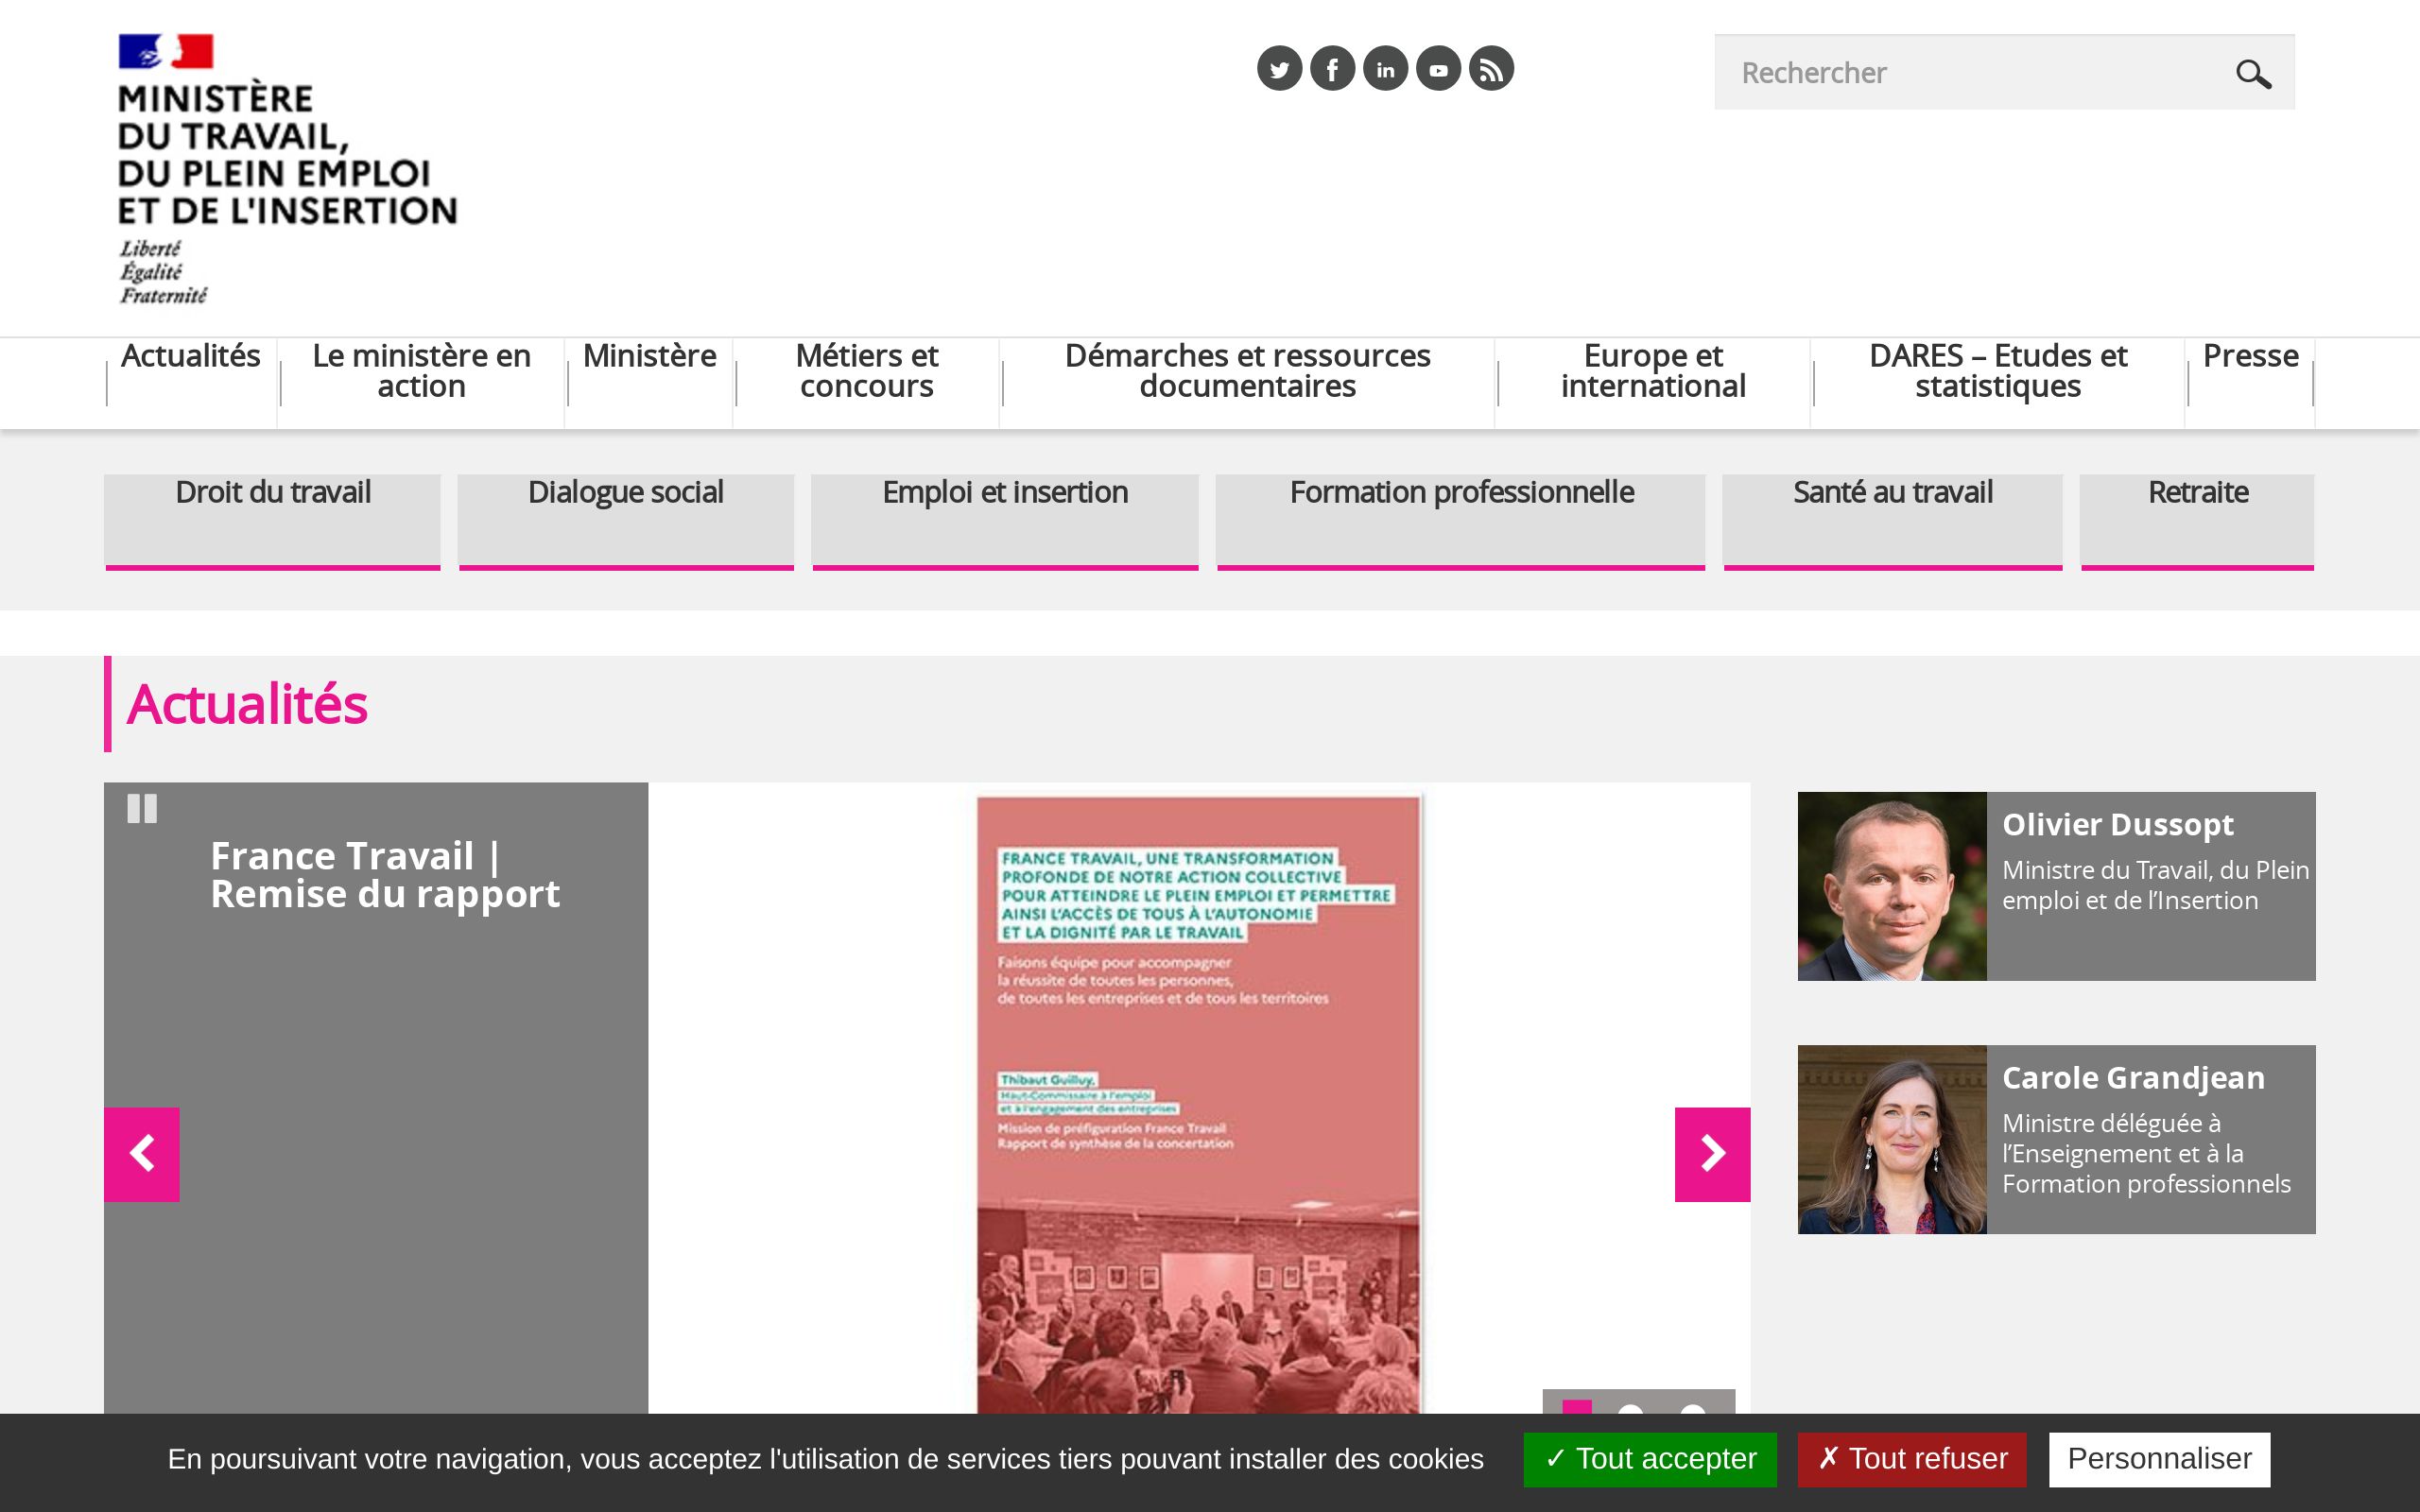 MINISTÈRE
DU TRAVAIL,
DU PLEIN EMPLOI
ET DE L'INSERTION
Liberté
Égalité
Fraternité
Rechercher
Actualités
Le ministère en
action
Ministère
Métiers et
concours
Démarches et ressources
documentaires
Europe et
international
DARES – Etudes et
statistiques
Presse
Droit du travail
Dialogue social
Emploi et insertion
Formation professionnelle
Santé au travail
Retraite
Actualités
France Travail |
Remise du rapport
FRANCE TRAVAIL, UNE TRANSFORMATION
PROFONDE DE NOTRE ACTION COLLECTIVE
POUR ATTEINDRE LE PLEIN EMPLOI ET PERMETTRE
AINSI L'ACCÈS DE TOUS À L'AUTONOMIE
ET LA DIGNITÉ PAR LE TRAVAIL
Faisons équipe pour accompagner
la réussite de toutes les personnes,
de toutes les entreprises et de tous les territoires
Thibaut Guilluy,
Haut-Commissaire à l'emploi
et à l'engagement des entreprises
Mission de préfiguration France Travail
Rapport de synthèse de la concertation
Olivier Dussopt
Ministre du Travail, du Plein
emploi et de l’Insertion
Carole Grandjean
Ministre déléguée à
l’Enseignement et à la
Formation professionnels
En poursuivant votre navigation, vous acceptez l'utilisation de services tiers pouvant installer des cookies
✓ Tout accepter
✗ Tout refuser
Personnaliser